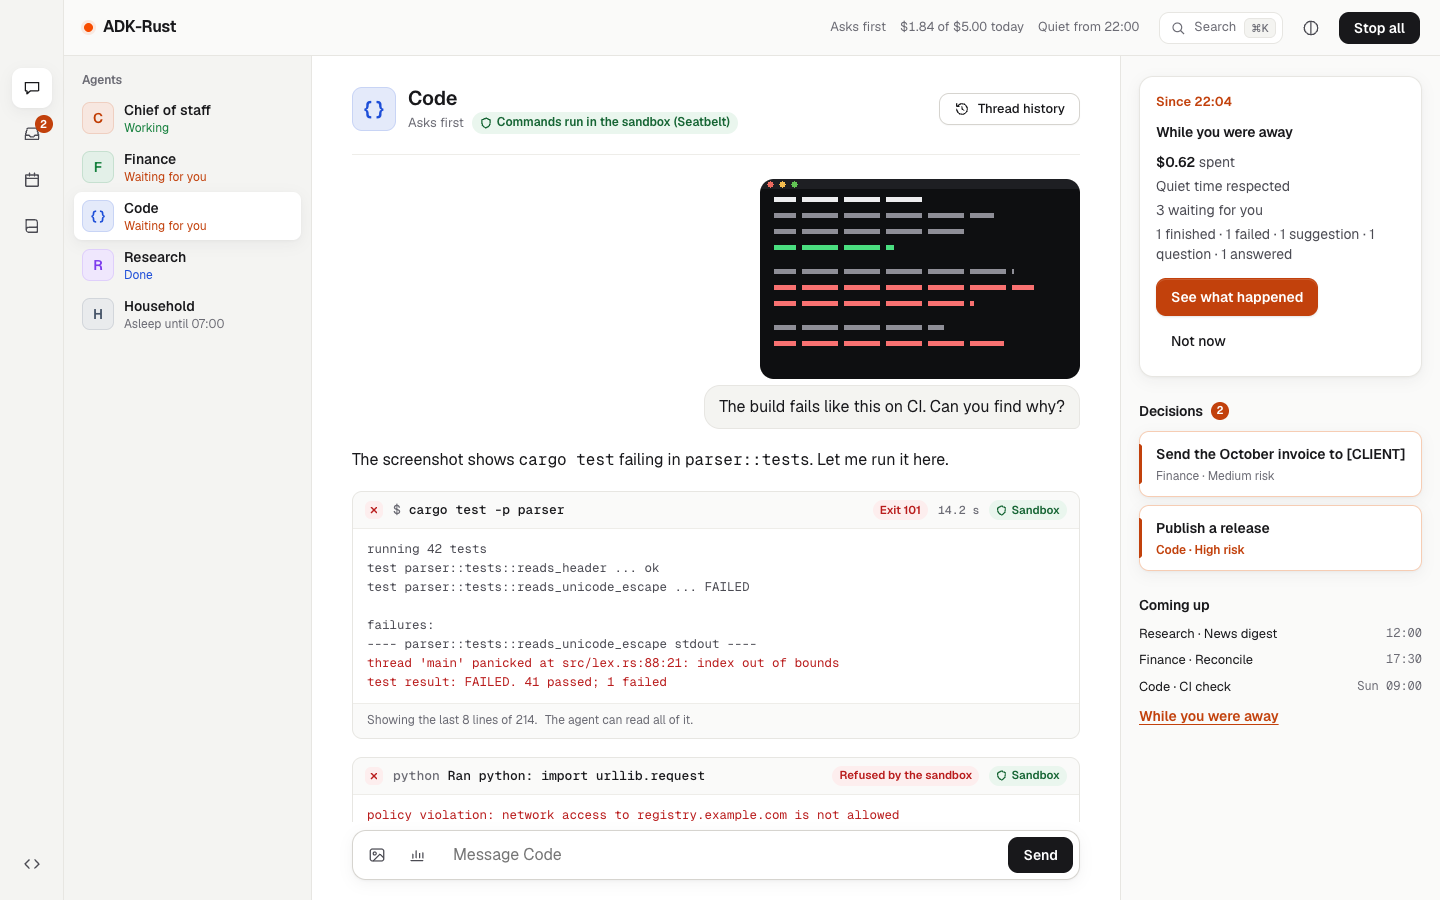 ADK-Rust
Asks first
$1.84 of $5.00 today
Quiet from 22:00
Search
⌘K
Stop all
2
Agents
C
Chief of staff
Working
F
Finance
Waiting for you
{}
Code
Waiting for you
R
Research
Done
H
Household
Asleep until 07:00
{}
Code
Asks first
Commands run in the sandbox (Seatbelt)
Thread history
The build fails like this on CI. Can you find why?
The screenshot shows cargo test failing in parser::tests. Let me run it here.
$ cargo test -p parser
Exit 101
14.2 s
Sandbox
running 42 tests
test parser::tests::reads_header ... ok
test parser::tests::reads_unicode_escape ... FAILED
failures:
---- parser::tests::reads_unicode_escape stdout ----
thread 'main' panicked at src/lex.rs:88:21: index out of bounds
test result: FAILED. 41 passed; 1 failed
Showing the last 8 lines of 214. The agent can read all of it.
python Ran python: import urllib.request
Refused by the sandbox
Sandbox
policy violation: network access to registry.example.com is not allowed
Message Code
Send
Since 22:04
While you were away
$0.62 spent
Quiet time respected
3 waiting for you
1 finished · 1 failed · 1 suggestion · 1
question · 1 answered
See what happened
Not now
Decisions 2
Send the October invoice to [CLIENT]
Finance · Medium risk
Publish a release
Code · High risk
Coming up
Research · News digest 12:00
Finance · Reconcile 17:30
Code · CI check Sun 09:00
While you were away